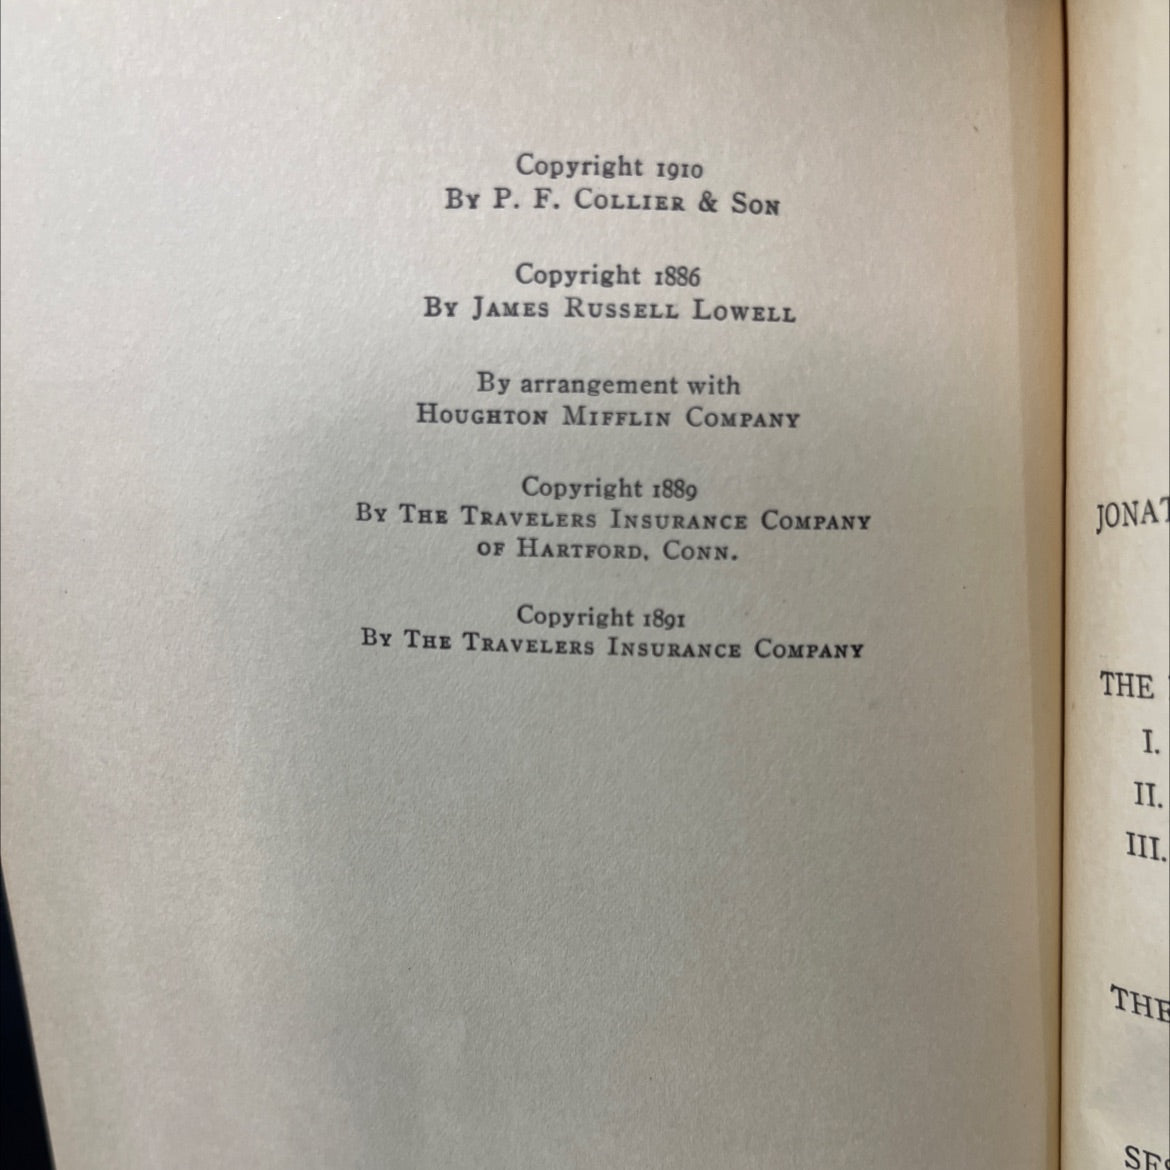 Copyright 1910
By P. F. Collier & Son
Copyright 1886
By James Russell Lowell
By arrangement with
Houghton Mifflin Company
Copyright 1889
By The Travelers Insurance Company
of Hartford, Conn.
Copyright 1891
By The Travelers Insurance Company
THE
I.
II.
III.
THE